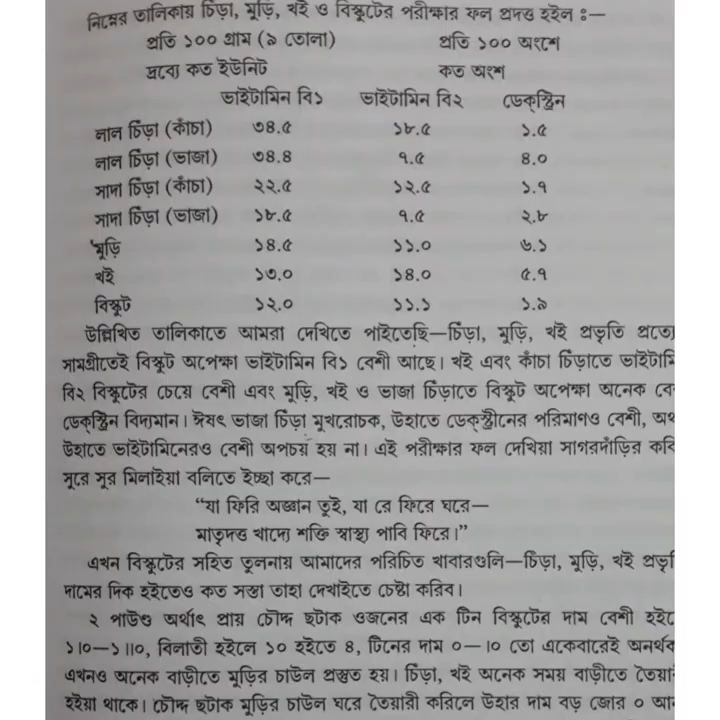 নিম্নের তালিকায় চিঁড়া, মুড়ি, খই ও বিস্কুটের পরীক্ষার ফল প্রদত্ত হইল ঃ—
প্রতি ১০০ গ্রাম (৯ তোলা) প্রতি ১০০ অংশে
দ্রব্যে কত ইউনিট কত অংশ
ভাইটামিন বি১ ভাইটামিন বি২ ডেক্‌স্ট্রিন
লাল চিঁড়া (কাঁচা) ৩৪.৫ ১৮.৫ ১.৫
লাল চিঁড়া (ভাজা) ৩৪.৪ ৭.৫ ৪.০
সাদা চিঁড়া (কাঁচা) ২২.৫ ১২.৫ ১.৭
সাদা চিঁড়া (ভাজা) ১৮.৫ ৭.৫ ২.৮
মুড়ি ১৪.৫ ১১.০ ৬.১
খই ১৩.০ ১৪.০ ৫.৭
বিস্কুট ১২.০ ১১.১ ১.৯
উল্লিখিত তালিকাতে আমরা দেখিতে পাইতেছি—চিঁড়া, মুড়ি, খই প্রভৃতি প্রত্যে
সামগ্রীতেই বিস্কুট অপেক্ষা ভাইটামিন বি১ বেশী আছে। খই এবং কাঁচা চিঁড়াতে ভাইটামি
বি২ বিস্কুটের চেয়ে বেশী এবং মুড়ি, খই ও ভাজা চিঁড়াতে বিস্কুট অপেক্ষা অনেক বে
ডেক্‌স্ট্রিন বিদ্যমান। ঈষৎ ভাজা চিঁড়া মুখরোচক, উহাতে ডেক্‌স্ট্রীনের পরিমাণও বেশী, অথ
উহাতে ভাইটামিনেরও বেশী অপচয় হয় না। এই পরীক্ষার ফল দেখিয়া সাগরদাঁড়ির কবি
সুরে সুর মিলাইয়া বলিতে ইচ্ছা করে—
“যা ফিরি অজ্ঞান তুই, যা রে ফিরে ঘরে—
মাতৃদত্ত খাদ্যে শক্তি স্বাস্থ্য পাবি ফিরে।”
এখন বিস্কুটের সহিত তুলনায় আমাদের পরিচিত খাবারগুলি—চিঁড়া, মুড়ি, খই প্রভৃ
দামের দিক হইতেও কত সস্তা তাহা দেখাইতে চেষ্টা করিব।
২ পাউণ্ড অর্থাৎ প্রায় চৌদ্দ ছটাক ওজনের এক টিন বিস্কুটের দাম বেশী হইে
১।০—১॥০, বিলাতী হইলে ১০ হইতে ৪, টিনের দাম ০—।০ তো একেবারেই অনর্থক
এখনও অনেক বাড়ীতে মুড়ির চাউল প্রস্তুত হয়। চিঁড়া, খই অনেক সময় বাড়ীতে তৈয়া
হইয়া থাকে। চৌদ্দ ছটাক মুড়ির চাউল ঘরে তৈয়ারী করিলে উহার দাম বড় জোর ০ আ